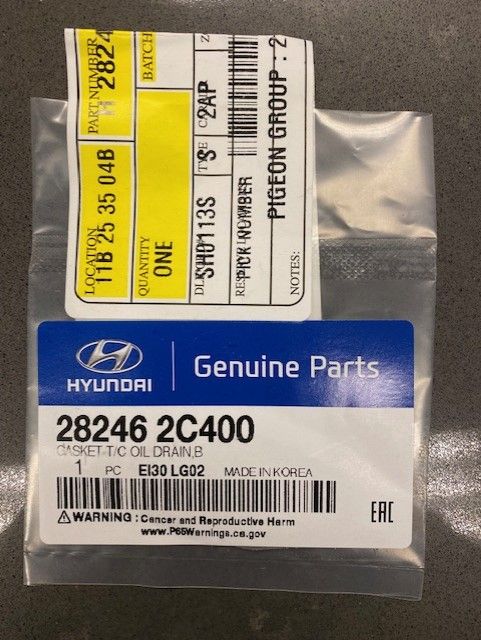 PART NUMBER
H 2824
BATCH
LOCATION
11B 25 35 04B
QUANTITY
ONE
SH0113S
S
2AP
PICK NUMBER
PIGEON GROUP : 2
NOTES:
HYUNDAI
Genuine Parts
28246 2C400
GASKET-T/C OIL DRAIN,B
1 PC EI30 LG02 MADE IN KOREA
EAC
WARNING : Cancer and Reproductive Harm
www.P65Warnings.ca.gov